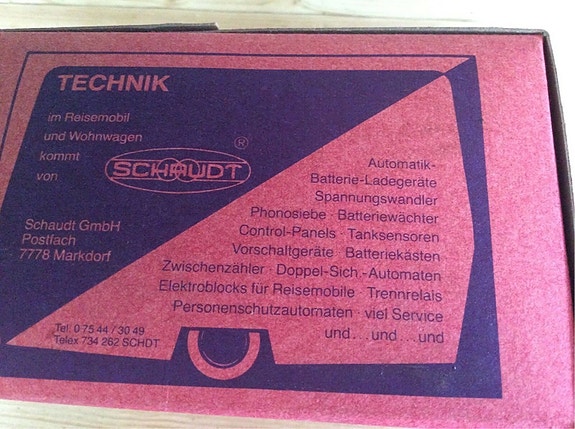 TECHNIK
im Reisemobil
und Wohnwagen
kommt
von
SCHAUDT
®
Schaudt GmbH
Postfach
7778 Markdorf
Tel. 0 75 44 / 30 49
Telex 734 262 SCHDT
Automatik-
Batterie-Ladegeräte
Spannungswandler
Phonosiebe · Batteriewächter
Control-Panels · Tanksensoren
Vorschaltgeräte · Batteriekästen
Zwischenzähler · Doppel-Sich.-Automaten
Elektroblocks für Reisemobile · Trennrelais
Personenschutzautomaten · viel Service
und...und...und